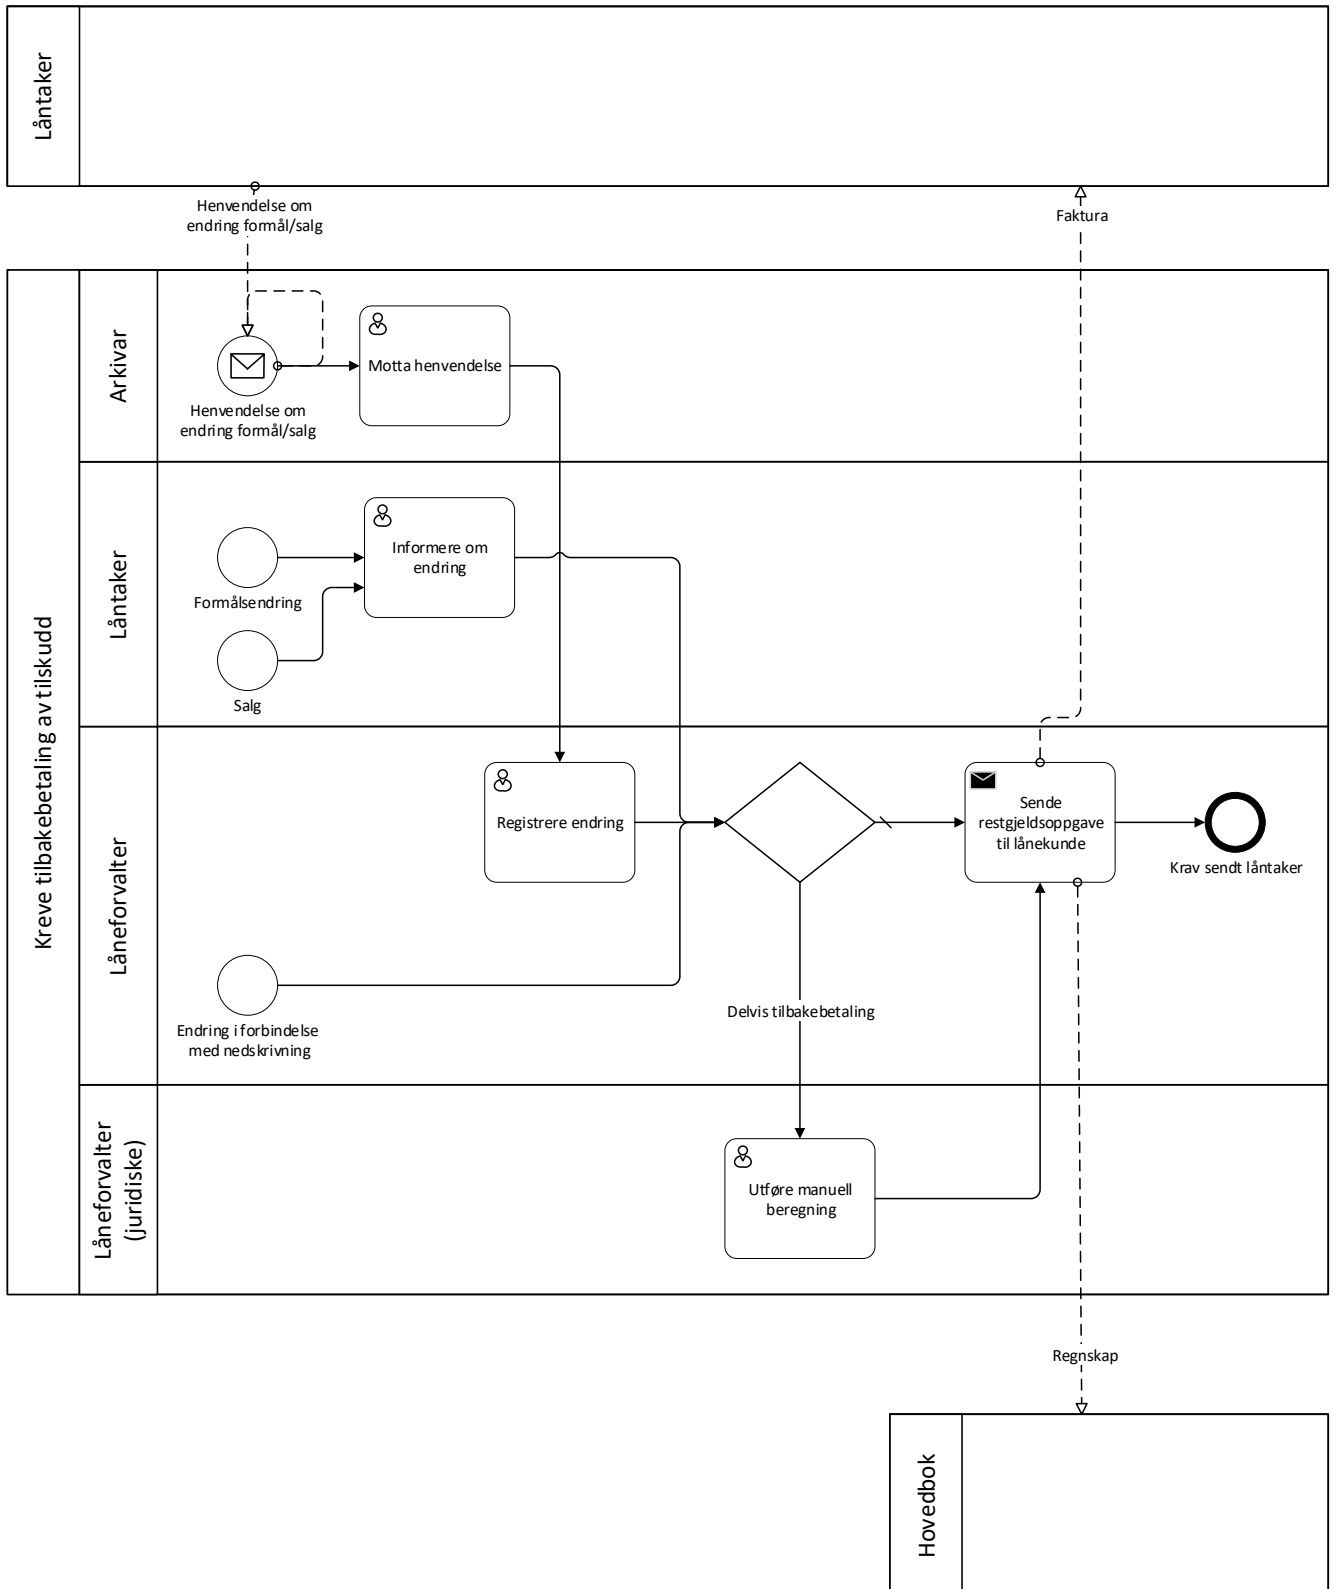 Låntaker
Henvendelse om
endring formål/salg
Faktura
Kreve tilbakebetaling av tilskudd
Arkivar
Motta henvendelse
Henvendelse om
endring formål/salg
Låntaker
Informere om
endring
Formålsendring
Salg
Låneforvalter
Registrere endring
Sende
restgjeldsoppgave
til lånekunde
Krav sendt låntaker
Endring i forbindelse
med nedskrivning
Delvis tilbakebetaling
Låneforvalter
(juridiske)
Utføre manuell
beregning
Regnskap
Hovedbok